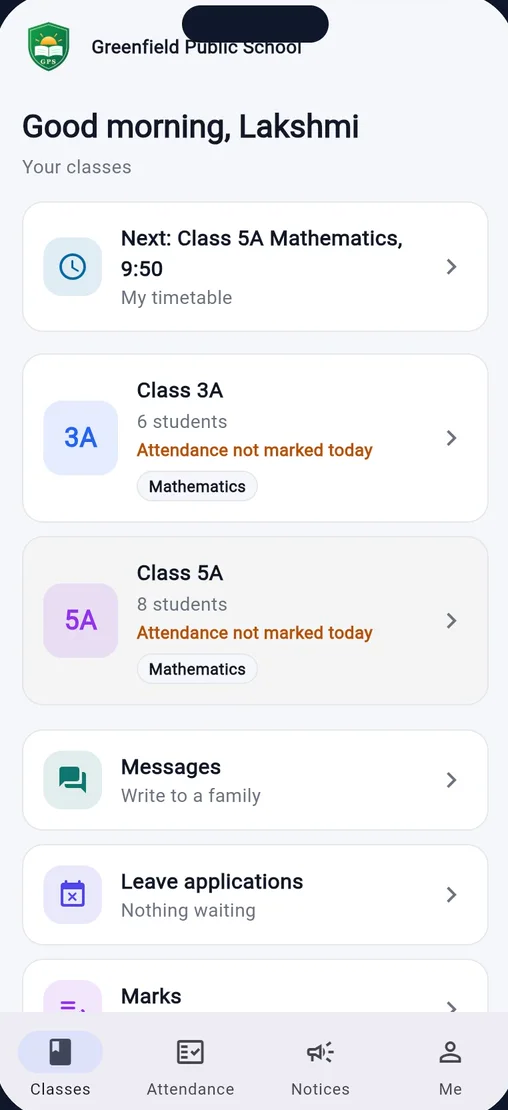 GPS
Greenfield Public School
Good morning, Lakshmi
Your classes
Next: Class 5A Mathematics,
9:50
My timetable
3A
Class 3A
6 students
Attendance not marked today
Mathematics
5A
Class 5A
8 students
Attendance not marked today
Mathematics
Messages
Write to a family
Leave applications
Nothing waiting
Marks
Classes
Attendance
Notices
Me